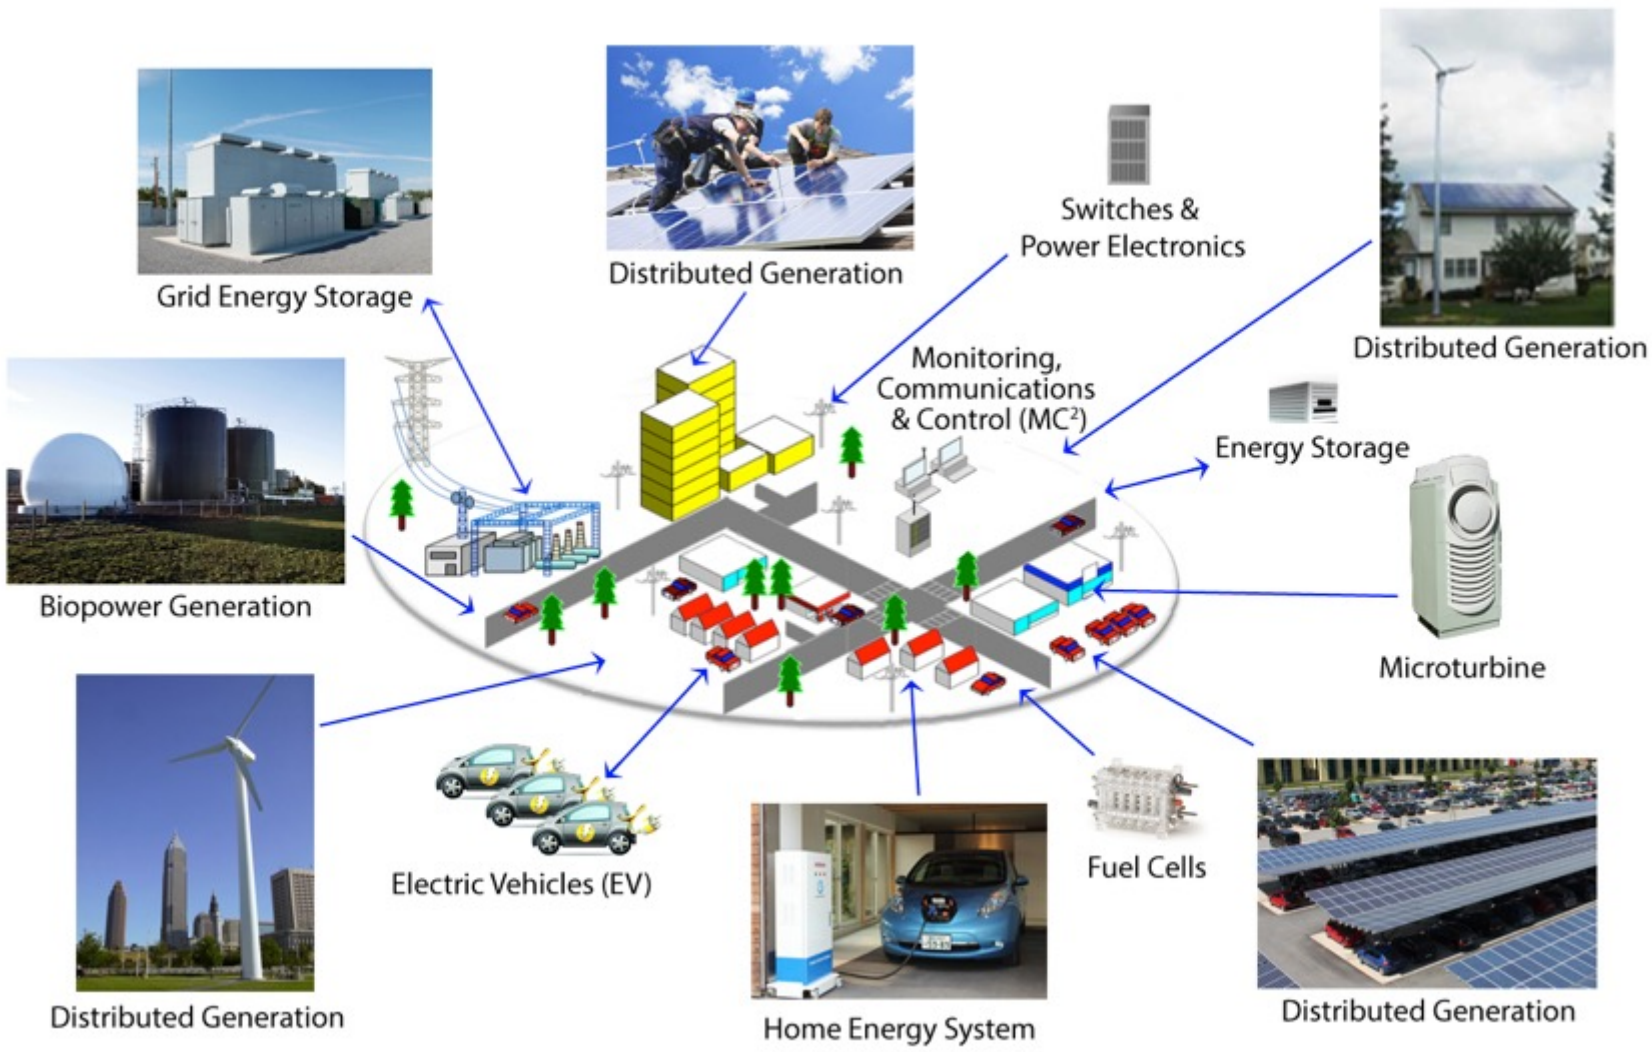 Grid Energy Storage
Distributed Generation
Switches &
Power Electronics
Distributed Generation
Monitoring,
Communications
& Control (MC²)
Energy Storage
Biopower Generation
Microturbine
Electric Vehicles (EV)
Fuel Cells
Distributed Generation
Home Energy System
Distributed Generation